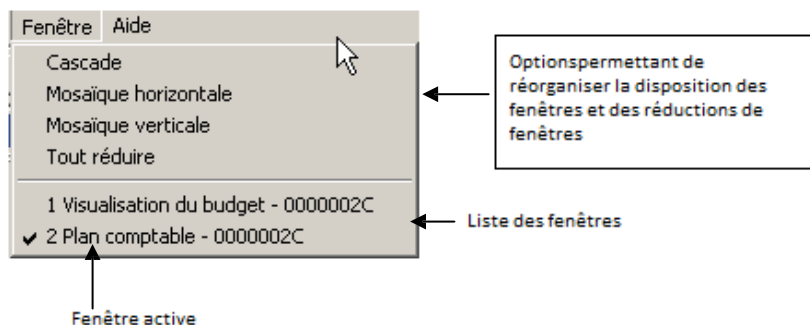 Fenêtre Aide
Cascade
Mosaïque horizontale
Mosaïque verticale
Tout réduire
1 Visualisation du budget - 0000002C
✔ 2 Plan comptable - 0000002C
Optionspermettant de
réorganiser la disposition des
fenêtres et des réductions de
fenêtres
Liste des fenêtres
Fenêtre active